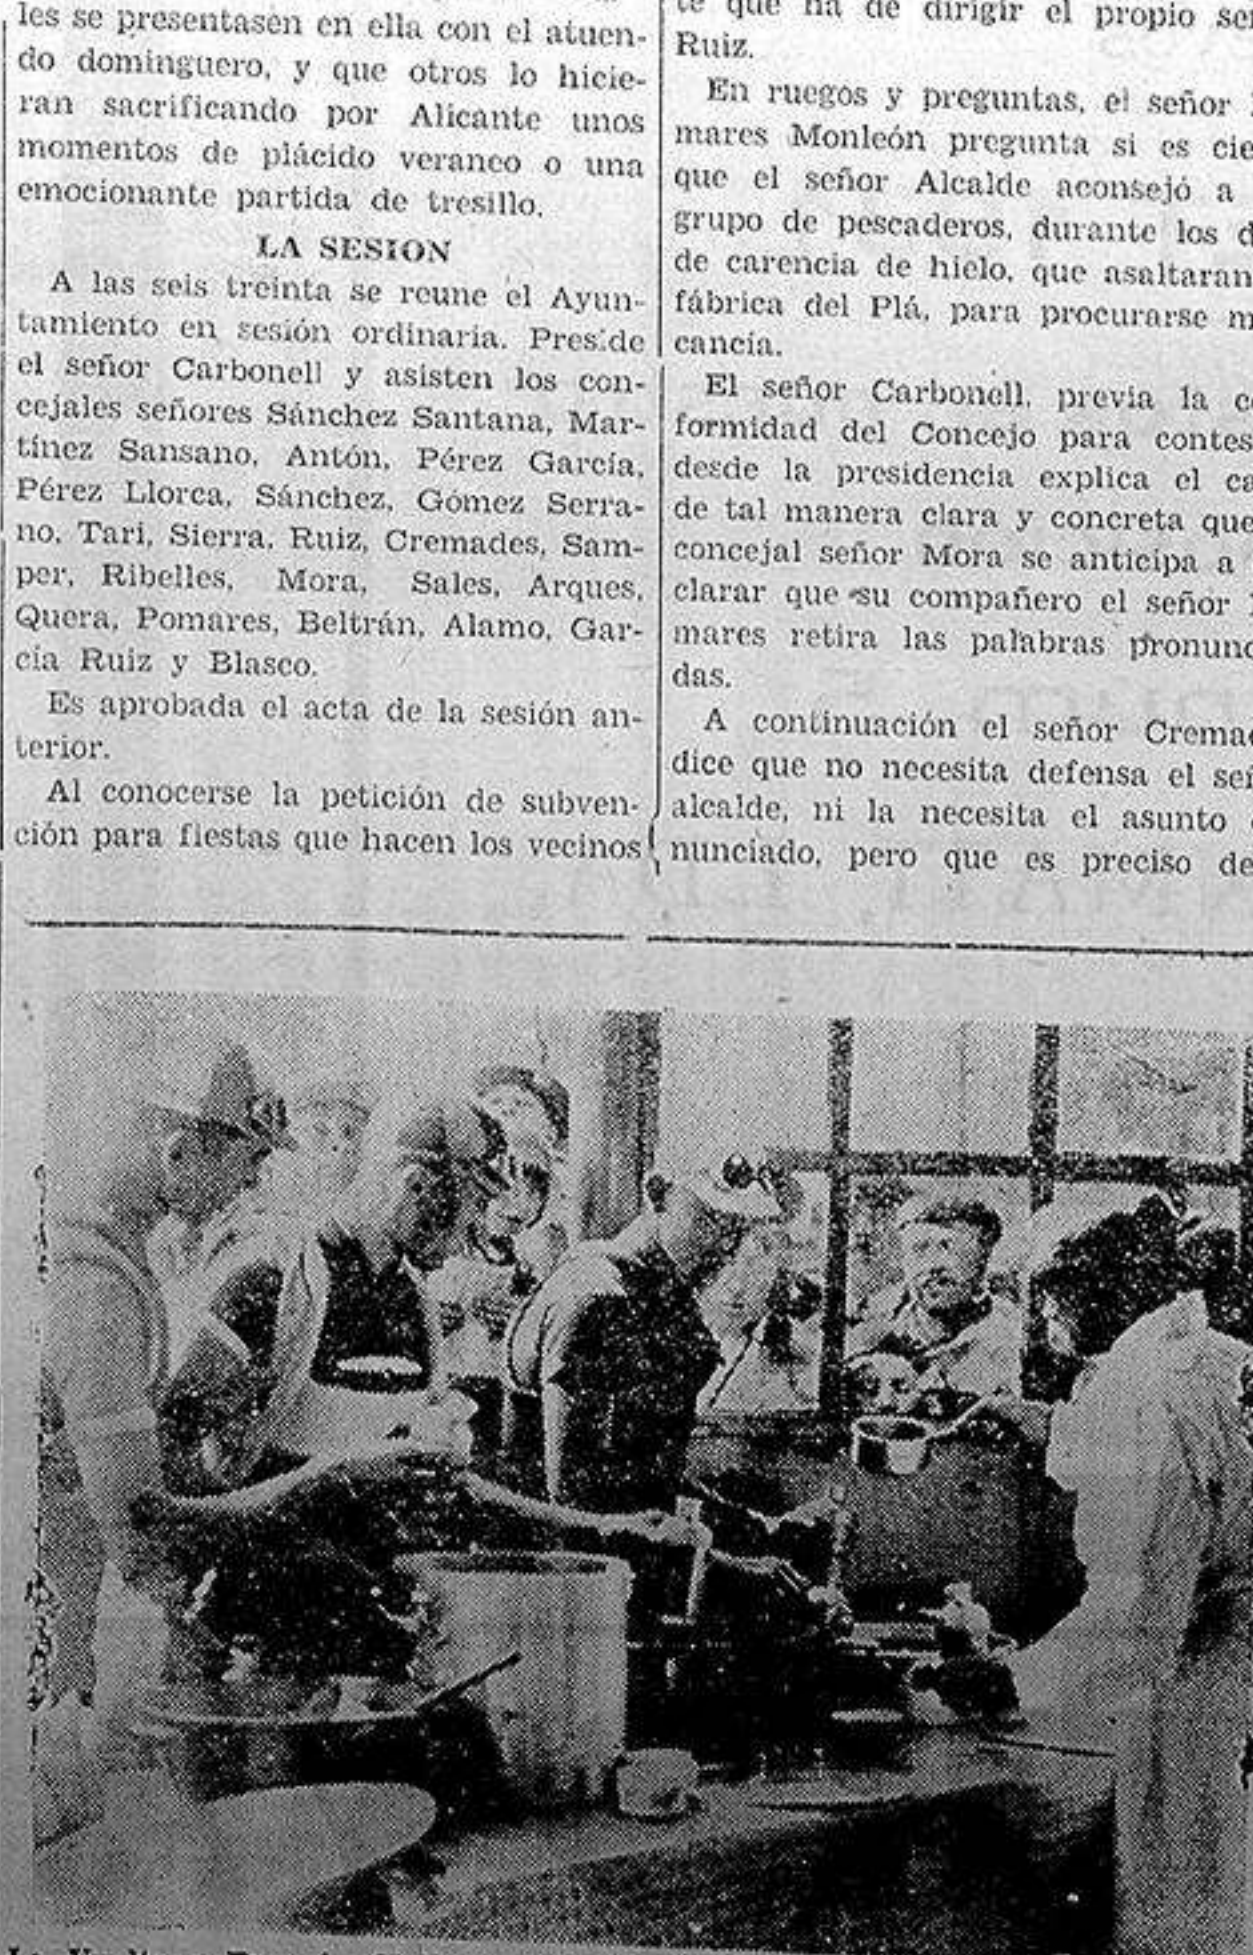 les se presentasen en ella con el atuen-
do dominguero, y que otros lo hicie-
ran sacrificando por Alicante unos
momentos de plácido veraneo o una
emocionante partida de tresillo.
LA SESION
A las seis treinta se reune el Ayun-
tamiento en sesión ordinaria. Preside
el señor Carbonell y asisten los con-
cejales señores Sánchez Santana, Mar-
tínez Sansano, Antón, Pérez García,
Pérez Llorca, Sánchez, Gómez Serra-
no, Tari, Sierra, Ruiz, Cremades, Sam-
per, Ribelles, Mora, Sales, Arques,
Quera, Pomares, Beltrán, Alamo, Gar-
cía Ruiz y Blasco.
Es aprobada el acta de la sesión an-
terior.
Al conocerse la petición de subven-
ción para fiestas que hacen los vecinos
te que ha de dirigir el propio señ
Ruiz.
En ruegos y preguntas, el señor
mares Monleón pregunta si es cie
que el señor Alcalde aconsejó a
grupo de pescaderos, durante los d
de carencia de hielo, que asaltaran
fábrica del Plá, para procurarse m
cancía.
El señor Carbonell, previa la co
formidad del Concejo para contes
desde la presidencia explica el ca
de tal manera clara y concreta que
concejal señor Mora se anticipa a
clarar que su compañero el señor
mares retira las palabras pronunc
das.
A continuación el señor Cremad
dice que no necesita defensa el señ
alcalde, ni la necesita el asunto
nunciado, pero que es preciso de